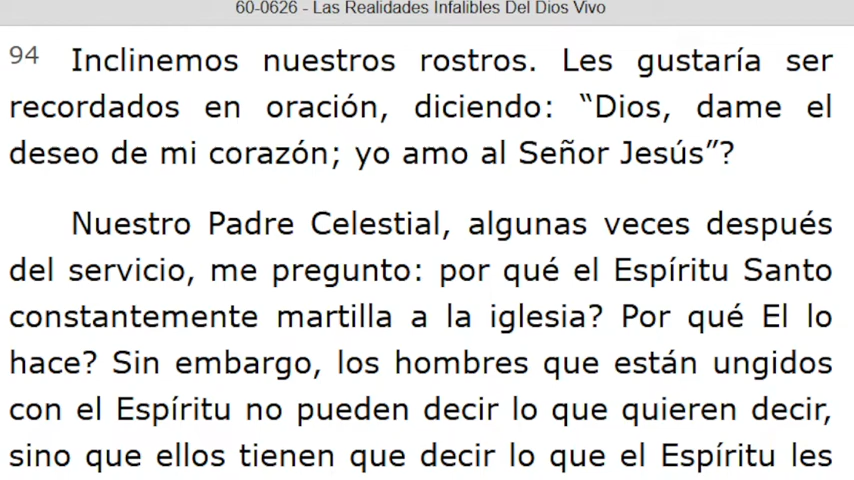 60-0626 - Las Realidades Infalibles Del Dios Vivo
94 Inclinemos nuestros rostros. Les gustaría ser
recordados en oración, diciendo: “Dios, dame el
deseo de mi corazón; yo amo al Señor Jesús”?
Nuestro Padre Celestial, algunas veces después
del servicio, me pregunto: por qué el Espíritu Santo
constantemente martilla a la iglesia? Por qué El lo
hace? Sin embargo, los hombres que están ungidos
con el Espíritu no pueden decir lo que quieren decir,
sino que ellos tienen que decir lo que el Espíritu les